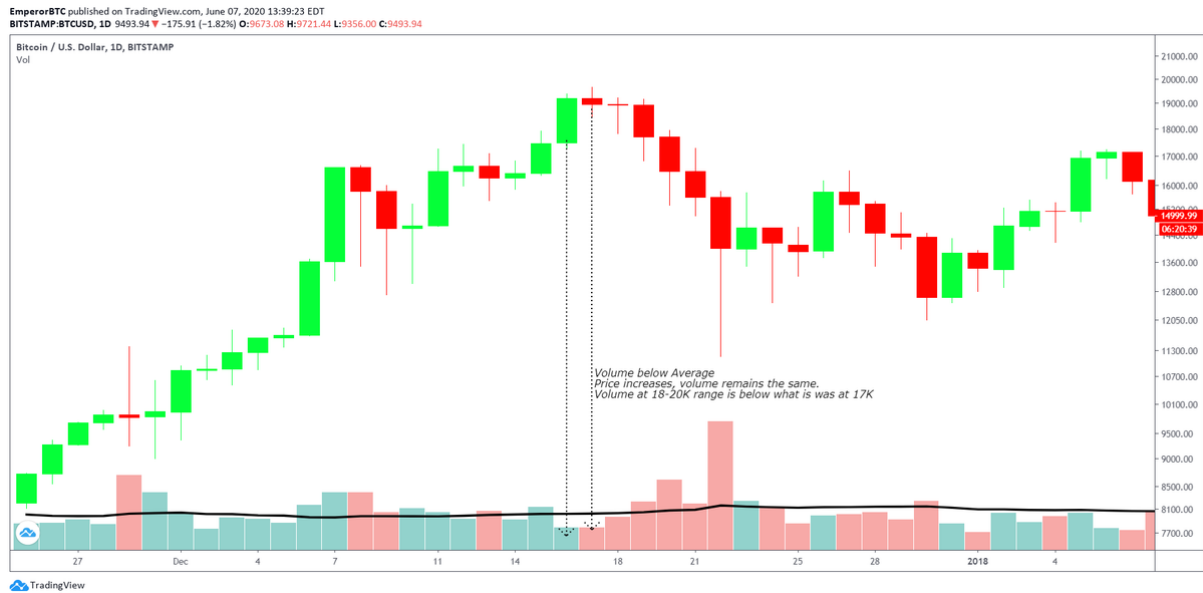 EmperorBTC published on TradingView.com, June 07, 2020 13:39:23 EDT
BITSTAMP:BTCUSD, 1D 9493.94 ▼ −175.91 (−1.82%) O:9673.08 H:9721.44 L:9356.00 C:9493.94
Bitcoin / U.S. Dollar, 1D, BITSTAMP
Vol
21000.00
20000.00
19000.00
18000.00
17000.00
16000.00
14999.99
06:20:39
13600.00
12800.00
12050.00
11300.00
10700.00
10100.00
9500.00
9000.00
8500.00
8100.00
7700.00
Volume below Average
Price increases, volume remains the same.
Volume at 18-20K range is below what is was at 17K
27 Dec 4 7 11 14 18 21 25 28 2018 4
TradingView